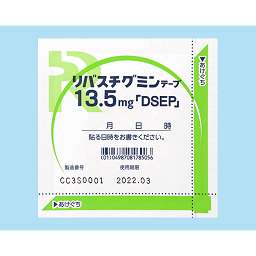 ▶あけぐち
リバスチグミンテープ
13.5mg「DSEP」
月 日 時
貼る日時をお書きください。
(01)04987081785056
製造番号 使用期限
CC3S0001 2022.03
▶あけぐち